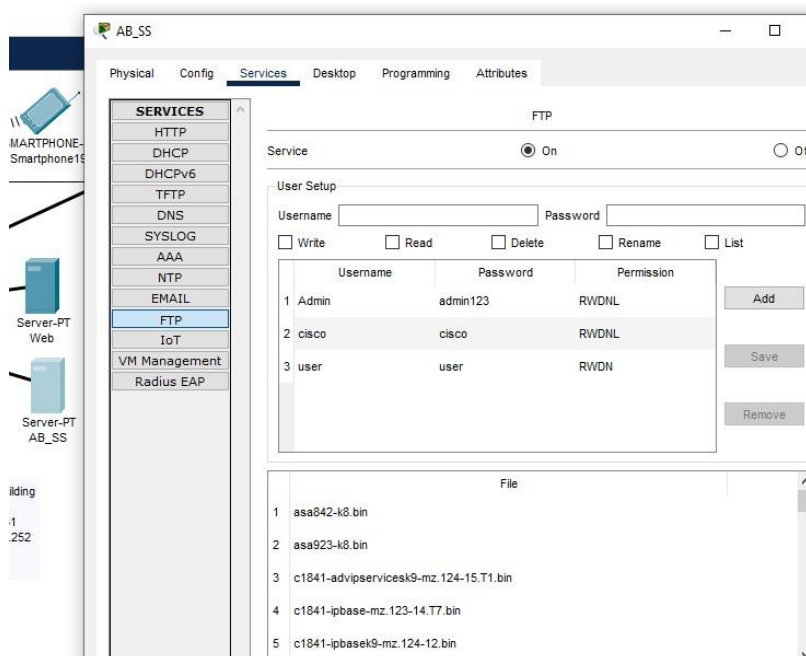 AB_SS
Physical Config Services Desktop Programming Attributes
SERVICES
HTTP
DHCP
DHCPv6
TFTP
DNS
SYSLOG
AAA
NTP
EMAIL
FTP
IoT
VM Management
Radius EAP
FTP
Service On
User Setup
Username Password
Write Read Delete Rename List
Username Password Permission
1 Admin admin123 RWDNL
2 cisco cisco RWDNL
3 user user RWDN
Add
Save
Remove
File
1 asa842-k8.bin
2 asa923-k8.bin
3 c1841-advipservicesk9-mz.124-15.T1.bin
4 c1841-ipbase-mz.123-14.T7.bin
5 c1841-ipbasek9-mz.124-12.bin
MARTPHONE-
Smartphone19
Server-PT
Web
Server-PT
AB_SS
ilding
.252